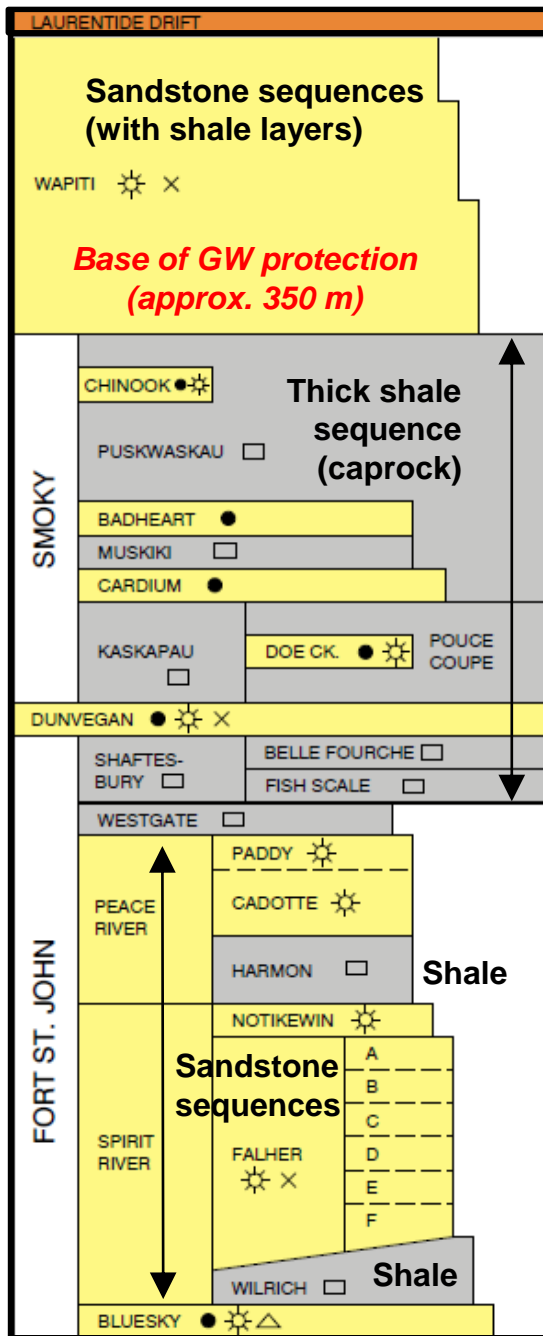 LAURENTIDE DRIFT
Sandstone sequences
(with shale layers)
WAPITI
Base of GW protection
(approx. 350 m)
SMOKY
CHINOOK
Thick shale
sequence
(caprock)
PUSKWASKAU
BADHEART
MUSKIKI
CARDIUM
KASKAPAU
DOE CK.
POUCE
COUPE
DUNVEGAN
FORT ST. JOHN
SHAFTES-
BURY
BELLE FOURCHE
FISH SCALE
WESTGATE
PEACE
RIVER
PADDY
CADOTTE
HARMON
Shale
SPIRIT
RIVER
NOTIKEWIN
Sandstone
sequences
FALHER
A
B
C
D
E
F
WILRICH
Shale
BLUESKY